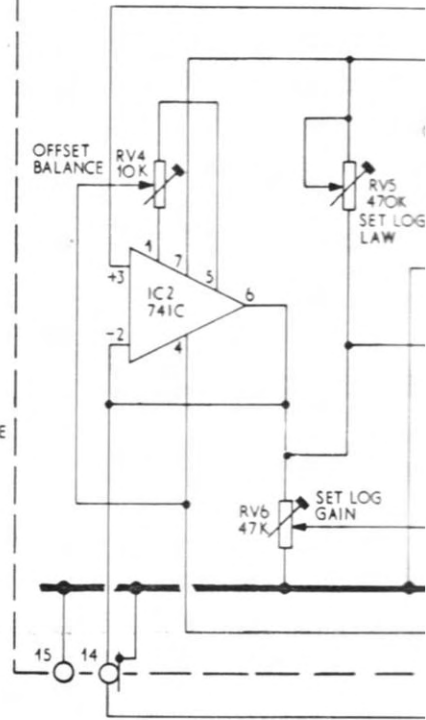 OFFSET
BALANCE
RV4
10K
RV5
470K
SET LOG
LAW
1
7
5
+3
IC2
741C
6
-2
4
E
RV6
47K
SET LOG
GAIN
15
14